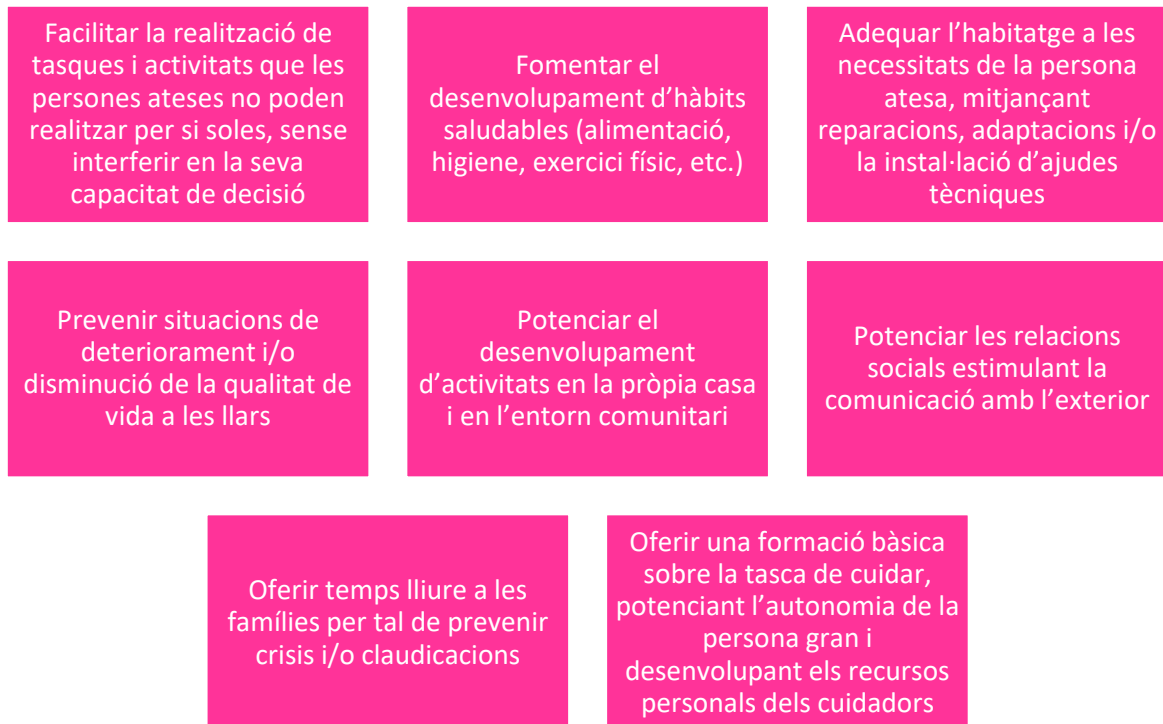 Facilitar la realització de
tasques i activitats que les
persones ateses no poden
realitzar per si soles, sense
interferir en la seva
capacitat de decisió
Fomentar el
desenvolupament d’hàbits
saludables (alimentació,
higiene, exercici físic, etc.)
Adequar l’habitatge a les
necessitats de la persona
atesa, mitjançant
reparacions, adaptacions i/o
la instal·lació d’ajudes
tècniques
Prevenir situacions de
deteriorament i/o
disminució de la qualitat de
vida a les llars
Potenciar el
desenvolupament
d’activitats en la pròpia casa
i en l’entorn comunitari
Potenciar les relacions
socials estimulant la
comunicació amb l’exterior
Oferir temps lliure a les
famílies per tal de prevenir
crisis i/o claudicacions
Oferir una formació bàsica
sobre la tasca de cuidar,
potenciant l’autonomia de la
persona gran i
desenvolupant els recursos
personals dels cuidadors